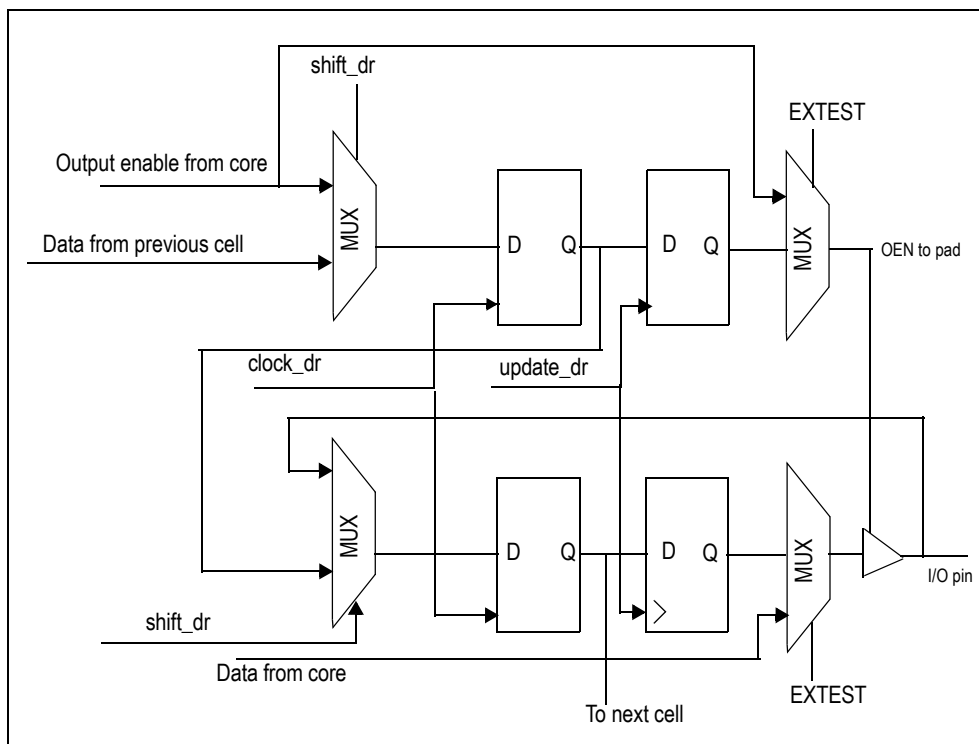 shift_dr
EXTEST
Output enable from core
MUX
D Q
D Q
MUX
Data from previous cell
OEN to pad
clock_dr
update_dr
MUX
D Q
D Q
MUX
I/O pin
shift_dr
Data from core
EXTEST
To next cell